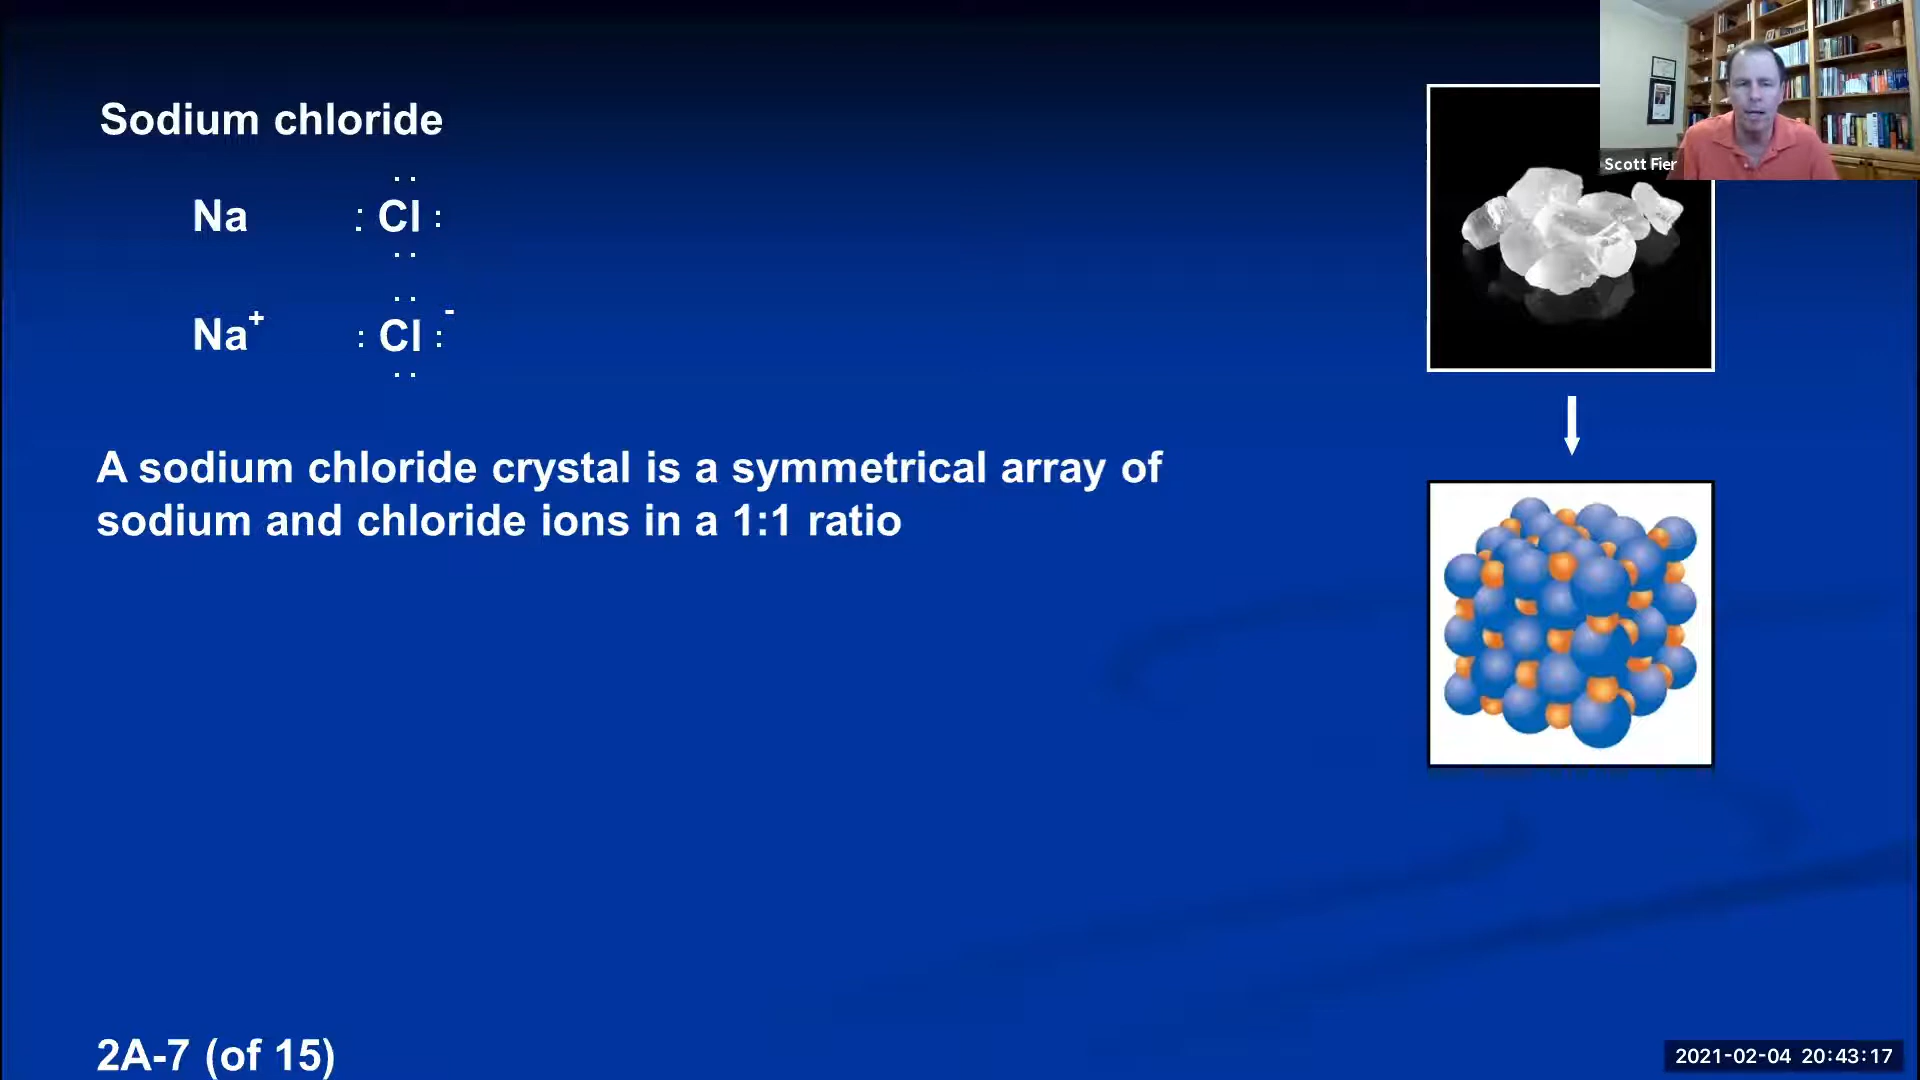 Sodium chloride
. .
Na : Cl :
. .
. .
Na+ : Cl :-
. .
A sodium chloride crystal is a symmetrical array of
sodium and chloride ions in a 1:1 ratio
2A-7 (of 15)
Scott Fier
2021-02-04 20:43:17